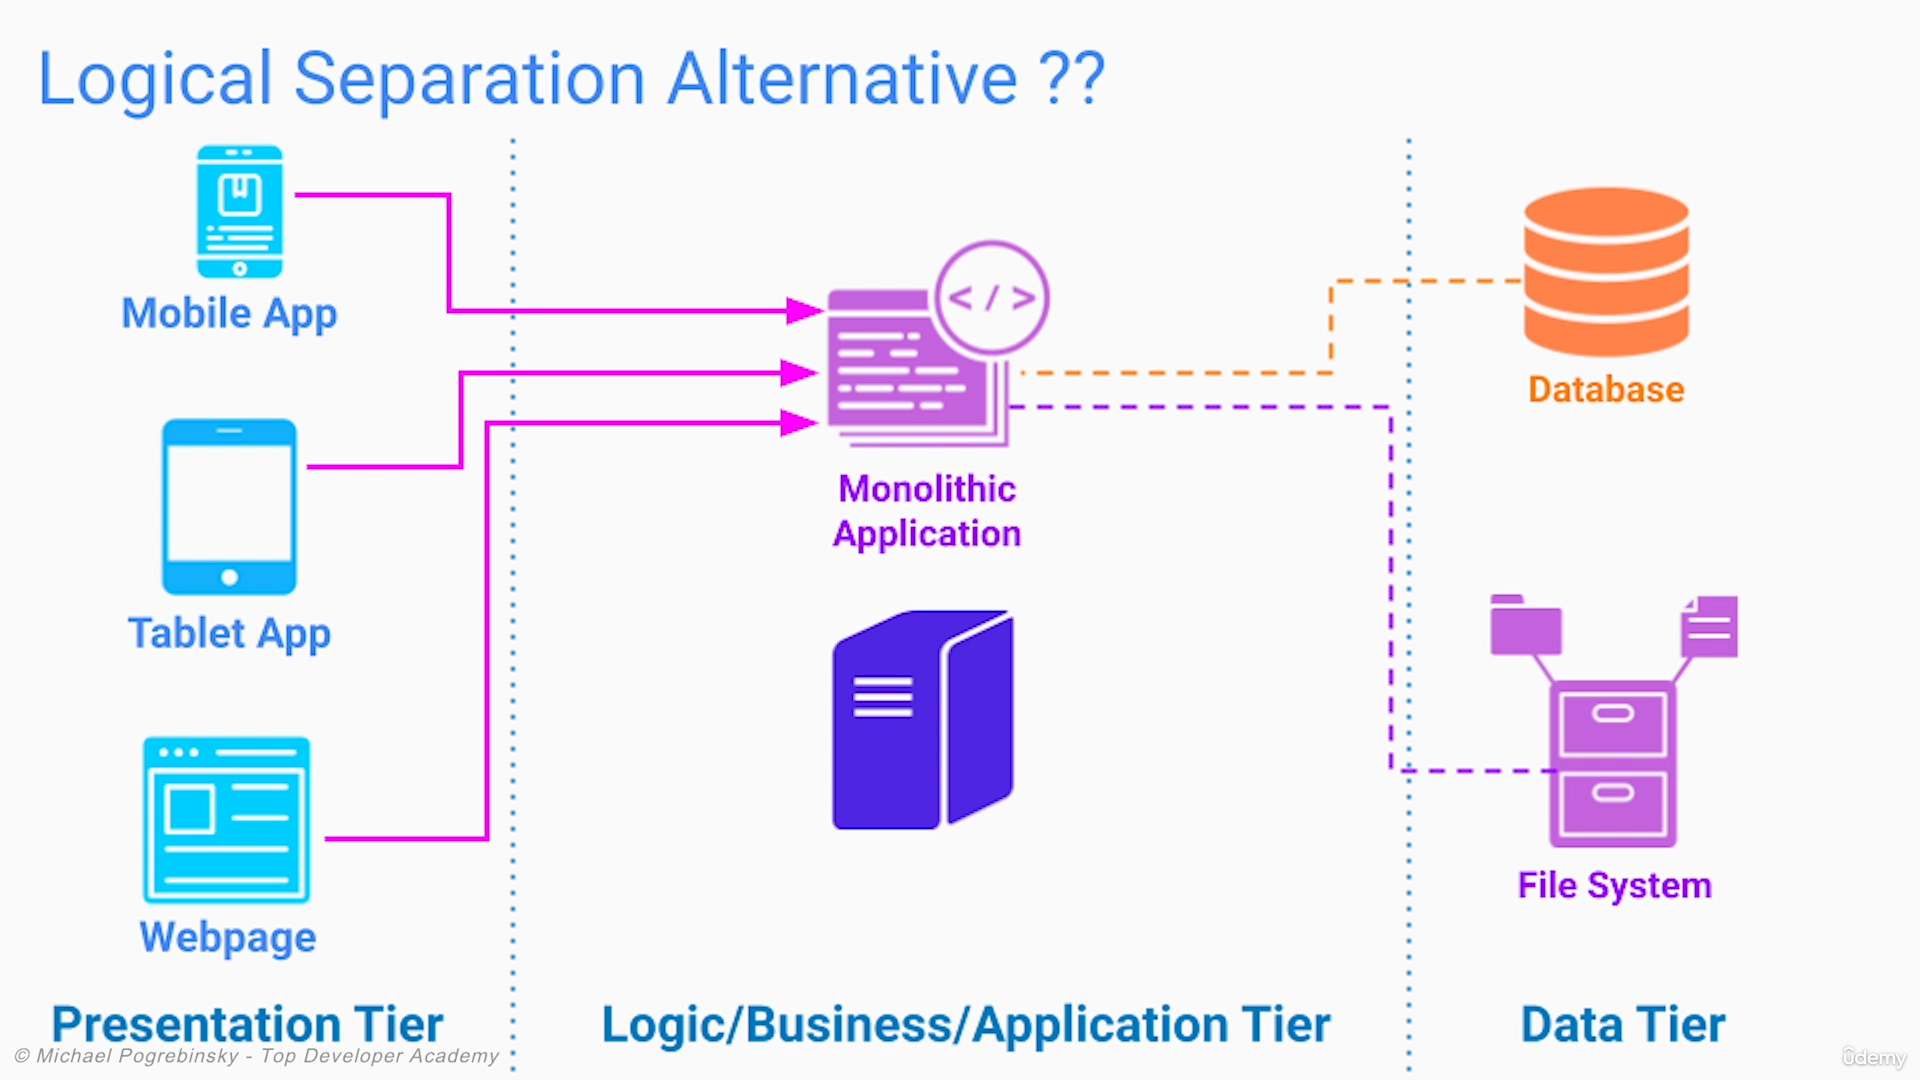 Logical Separation Alternative ??
Mobile App
Tablet App
Webpage
</>
Monolithic
Application
Database
File System
Presentation Tier
Logic/Business/Application Tier
Data Tier
© Michael Pogrebinsky - Top Developer Academy
ûdemy